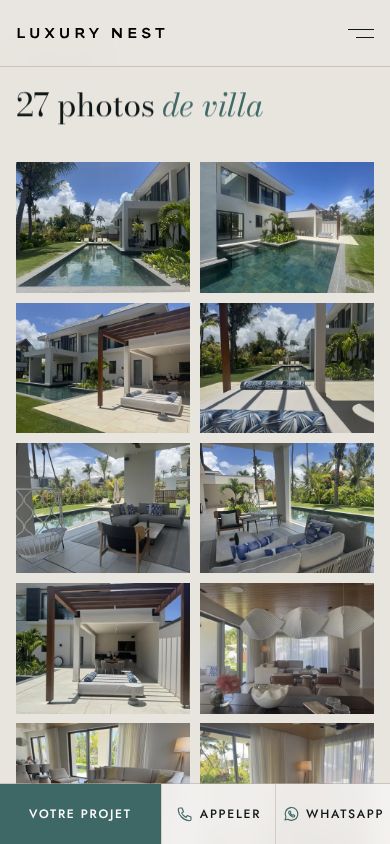 LUXURY NEST
27 photos de villa
VOTRE PROJET
APPELER
WHATSAPP